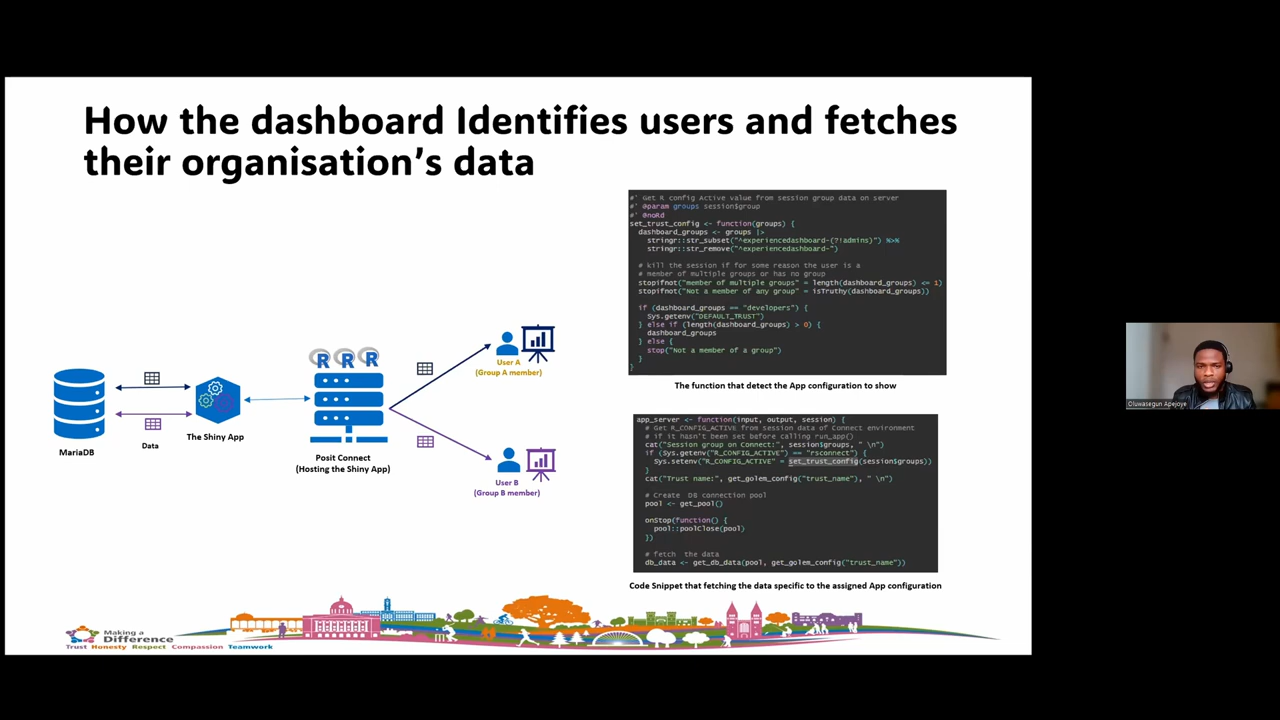 How the dashboard Identifies users and fetches
their organisation's data
MariaDB
Data
The Shiny App
R R R
Posit Connect
(Hosting the Shiny App)
User A
(Group A member)
User B
(Group B member)
#' Get R config Active value from session group data on server
#' @param groups session$group
#' @noRd
set_trust_config <- function(groups) {
dashboard_groups <- groups |>
stringr::str_subset("^experiencedashboard-(?!admins)") %>%
stringr::str_remove("^experiencedashboard-")
# kill the session if for some reason the user is a
# member of multiple groups or has no group
stopifnot("member of multiple groups" = length(dashboard_groups) <= 1)
stopifnot("Not a member of any group" = isTruthy(dashboard_groups))
if (dashboard_groups == "developers") {
Sys.getenv("DEFAULT_TRUST")
} else if (length(dashboard_groups) > 0) {
dashboard_groups
} else {
stop("Not a member of a group")
}
}
The function that detect the App configuration to show
app_server <- function(input, output, session) {
# Get R_CONFIG_ACTIVE from session data of Connect environment
# if it hasn't been set before calling run_app()
cat("Session group on Connect:", session$groups, " \n")
if (Sys.getenv("R_CONFIG_ACTIVE") == "rsconnect") {
Sys.setenv("R_CONFIG_ACTIVE" = set_trust_config(session$groups))
}
cat("Trust name:", get_golem_config("trust_name"), " \n")
# Create DB connection pool
pool <- get_pool()
onStop(function() {
pool::poolClose(pool)
})
# fetch the data
db_data <- get_db_data(pool, get_golem_config("trust_name"))
Code Snippet that fetching the data specific to the assigned App configuration
Making a
Difference
Trust Honesty Respect Compassion Teamwork
Oluwasegun Apejoye